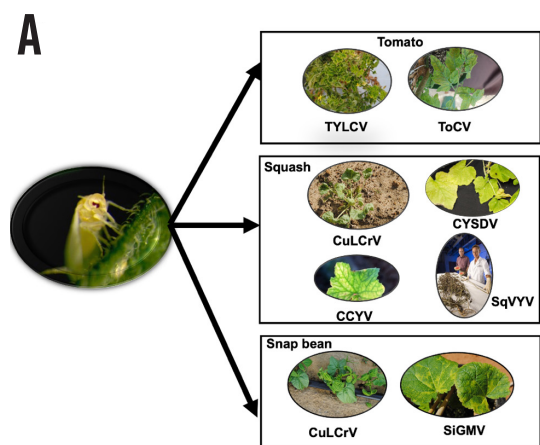 A
Tomato
TYLCV
ToCV
Squash
CuLCrV
CYSDV
CCYV
SqVYV
Snap bean
CuLCrV
SiGMV